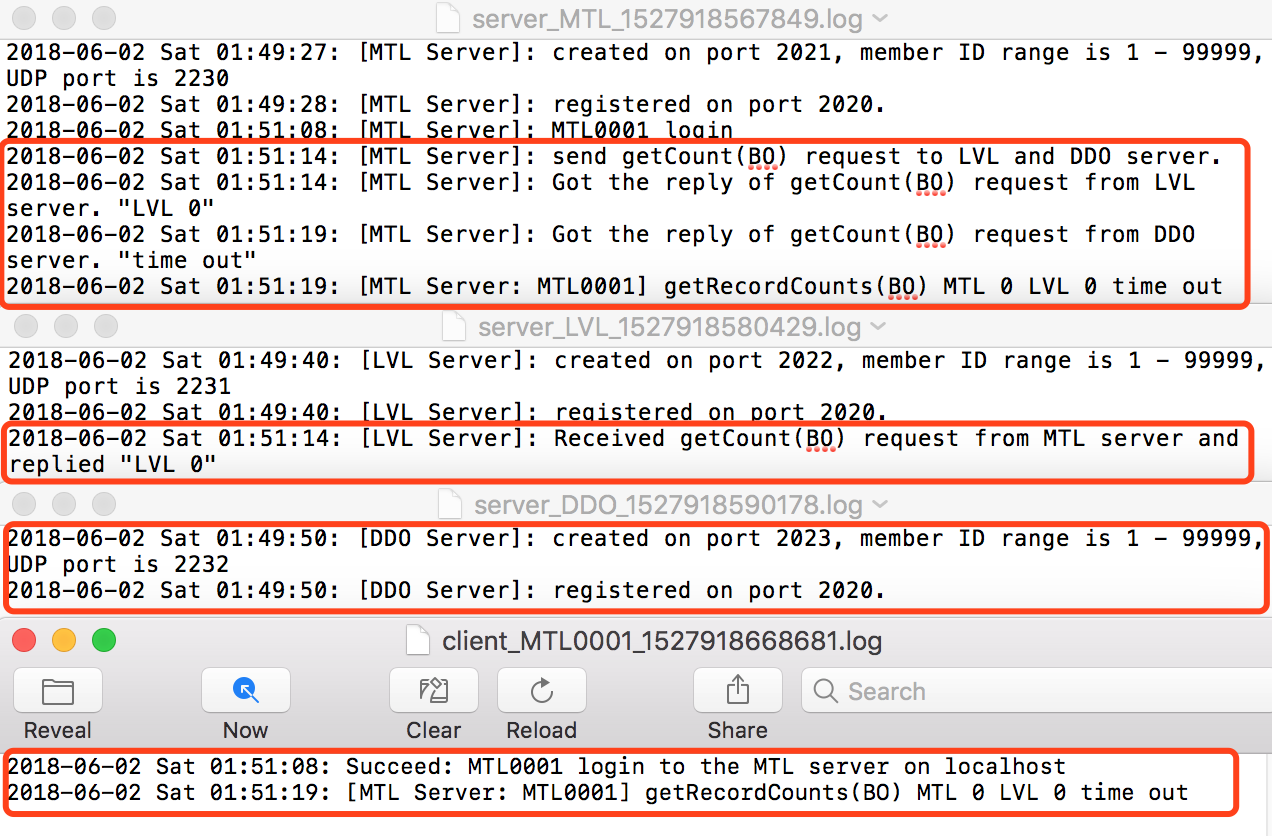 server_MTL_1527918567849.log
2018-06-02 Sat 01:49:27: [MTL Server]: created on port 2021, member ID range is 1 - 99999,
UDP port is 2230
2018-06-02 Sat 01:49:28: [MTL Server]: registered on port 2020.
2018-06-02 Sat 01:51:08: [MTL Server]: MTL0001 login
2018-06-02 Sat 01:51:14: [MTL Server]: send getCount(BO) request to LVL and DDO server.
2018-06-02 Sat 01:51:14: [MTL Server]: Got the reply of getCount(BO) request from LVL
server. "LVL 0"
2018-06-02 Sat 01:51:19: [MTL Server]: Got the reply of getCount(BO) request from DDO
server. "time out"
2018-06-02 Sat 01:51:19: [MTL Server: MTL0001] getRecordCounts(BO) MTL 0 LVL 0 time out
server_LVL_1527918580429.log
2018-06-02 Sat 01:49:40: [LVL Server]: created on port 2022, member ID range is 1 - 99999,
UDP port is 2231
2018-06-02 Sat 01:49:40: [LVL Server]: registered on port 2020.
2018-06-02 Sat 01:51:14: [LVL Server]: Received getCount(BO) request from MTL server and
replied "LVL 0"
server_DDO_1527918590178.log
2018-06-02 Sat 01:49:50: [DDO Server]: created on port 2023, member ID range is 1 - 99999,
UDP port is 2232
2018-06-02 Sat 01:49:50: [DDO Server]: registered on port 2020.
client_MTL0001_1527918668681.log
Search
Reveal Now Clear Reload Share
2018-06-02 Sat 01:51:08: Succeed: MTL0001 login to the MTL server on localhost
2018-06-02 Sat 01:51:19: [MTL Server: MTL0001] getRecordCounts(BO) MTL 0 LVL 0 time out